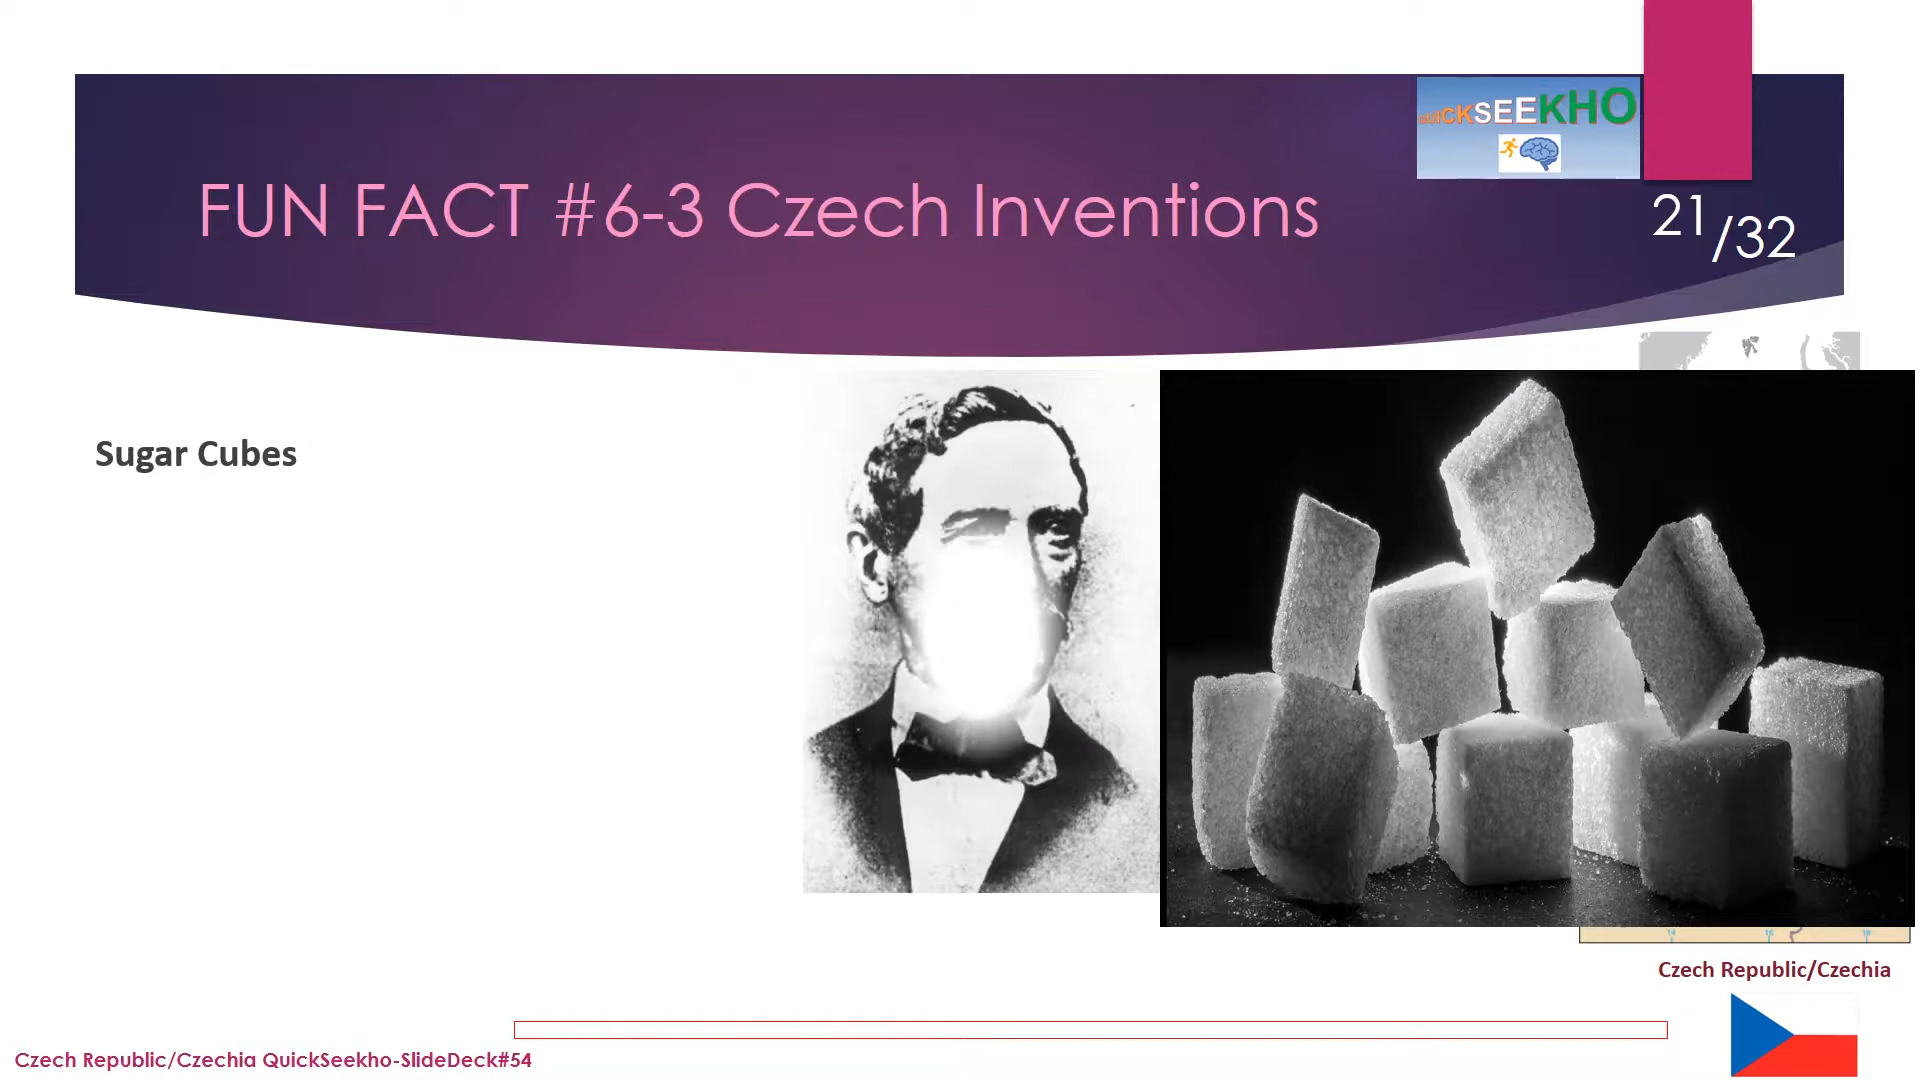 QUICKSEEKHO
FUN FACT #6-3 Czech Inventions
21/32
Sugar Cubes
Czech Republic/Czechia
Czech Republic/Czechia QuickSeekho-SlideDeck#54